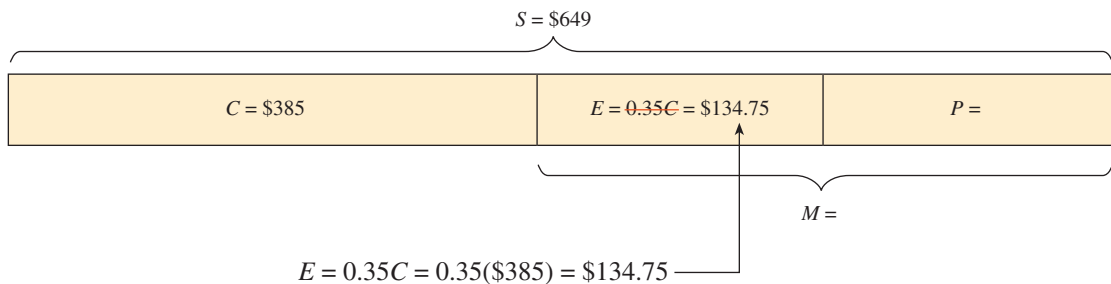 S = $649
C = $385 E = 0.35C = $134.75 P =
M =
E = 0.35C = 0.35($385) = $134.75